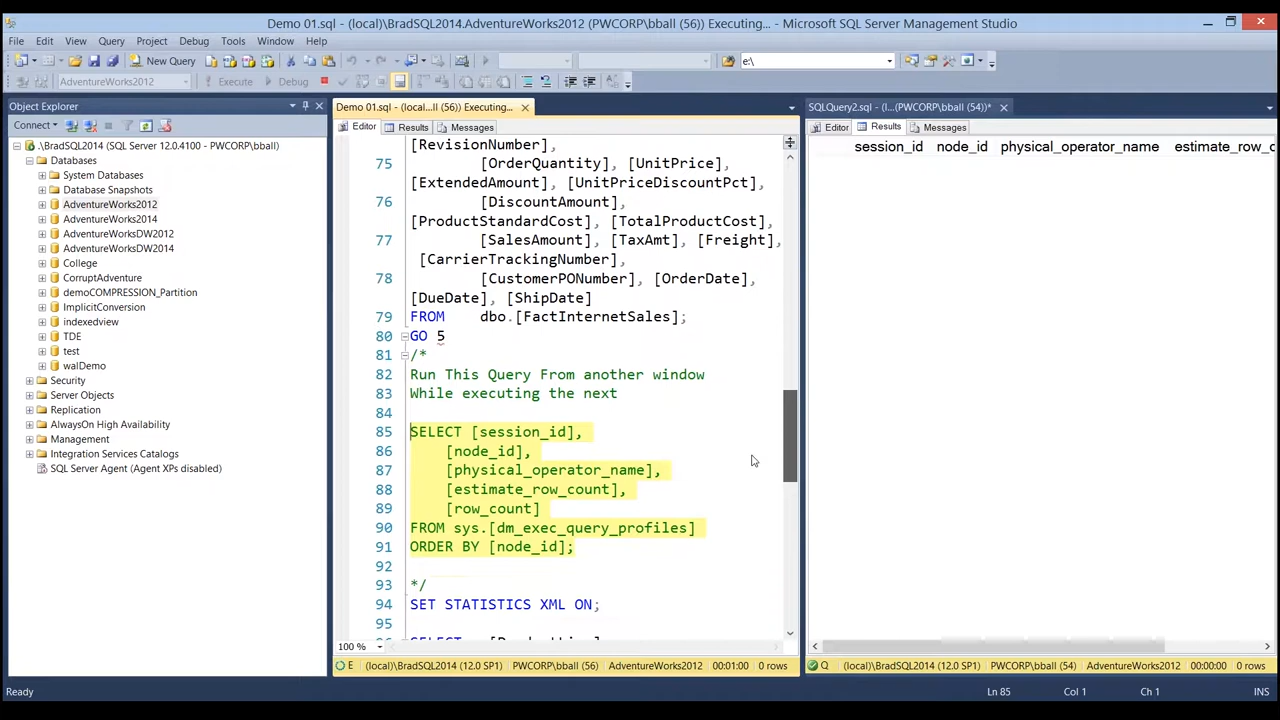 Demo 01.sql - (local)\BradSQL2014.AdventureWorks2012 (PWCORP\bball (56)) Executing... - Microsoft SQL Server Management Studio
File Edit View Query Project Debug Tools Window Help
New Query e:\
AdventureWorks2012 Execute Debug
Object Explorer
Connect
.\BradSQL2014 (SQL Server 12.0.4100 - PWCORP\bball)
Databases
System Databases
Database Snapshots
AdventureWorks2012
AdventureWorks2014
AdventureWorksDW2012
AdventureWorksDW2014
College
CorruptAdventure
demoCOMPRESSION_Partition
ImplicitConversion
indexedview
TDE
test
walDemo
Security
Server Objects
Replication
AlwaysOn High Availability
Management
Integration Services Catalogs
SQL Server Agent (Agent XPs disabled)
Demo 01.sql - (local...ll (56)) Executing...
Editor Results Messages
[RevisionNumber],
75 [OrderQuantity], [UnitPrice],
[ExtendedAmount], [UnitPriceDiscountPct],
76 [DiscountAmount],
[ProductStandardCost], [TotalProductCost],
77 [SalesAmount], [TaxAmt], [Freight],
[CarrierTrackingNumber],
78 [CustomerPONumber], [OrderDate],
[DueDate], [ShipDate]
79 FROM dbo.[FactInternetSales];
80 GO 5
81 /*
82 Run This Query From another window
83 While executing the next
84
85 SELECT [session_id],
86 [node_id],
87 [physical_operator_name],
88 [estimate_row_count],
89 [row_count]
90 FROM sys.[dm_exec_query_profiles]
91 ORDER BY [node_id];
92
93 */
94 SET STATISTICS XML ON;
95
100 %
E (local)\BradSQL2014 (12.0 SP1) PWCORP\bball (56) AdventureWorks2012 00:01:00 0 rows
SQLQuery2.sql - (l...(PWCORP\bball (54))*
Editor Results Messages
session_id node_id physical_operator_name estimate_row_c
Q (local)\BradSQL2014 (12.0 SP1) PWCORP\bball (54) AdventureWorks2012 00:00:00 0 rows
Ready Ln 85 Col 1 Ch 1 INS